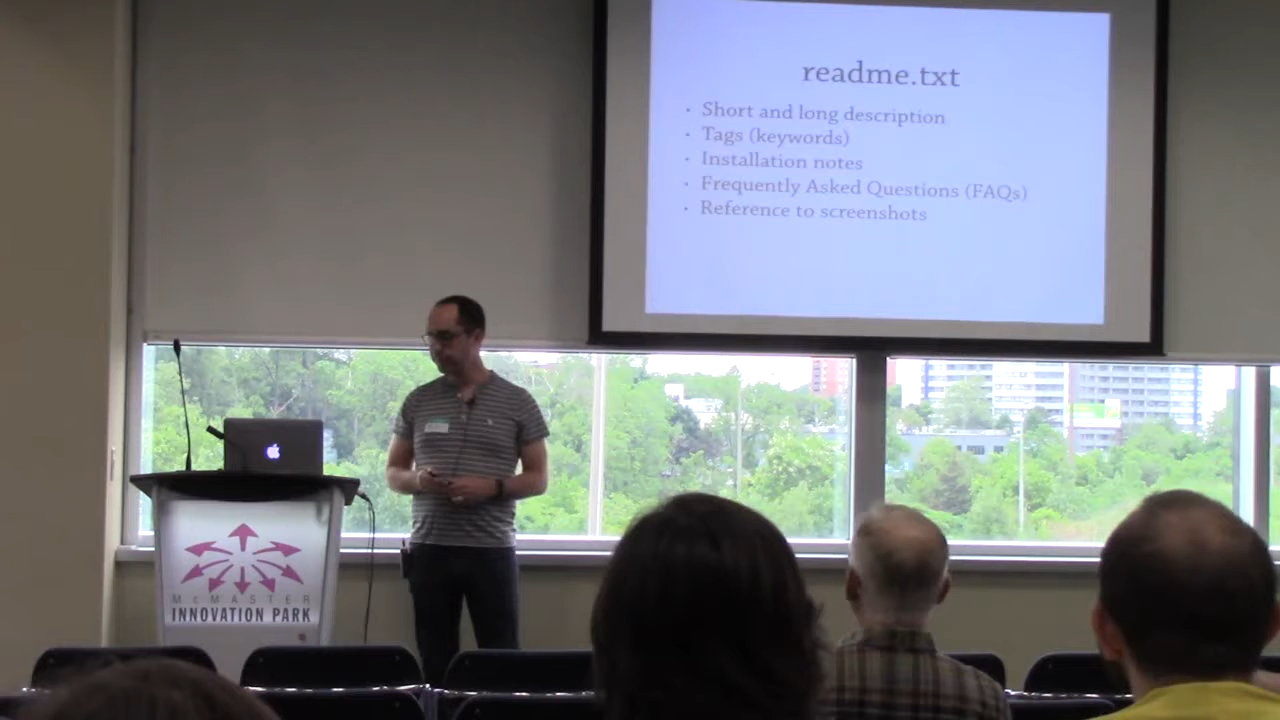 readme.txt
• Short and long description
• Tags (keywords)
• Installation notes
• Frequently Asked Questions (FAQs)
• Reference to screenshots
McMASTER
INNOVATION PARK